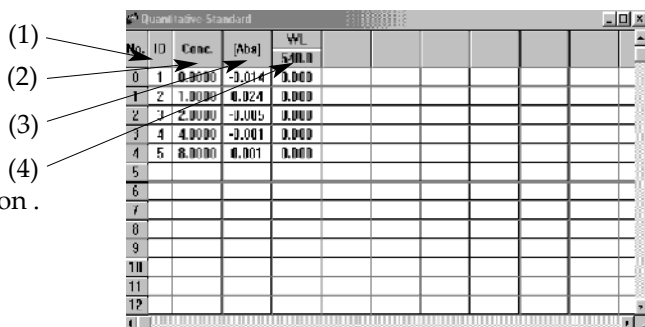 Quantitative Standard
(1)
(2)
(3)
(4)
on .
No. ID Conc. [Abs] WL
540.0
0 1 0.0000 -0.014 0.000
1 2 1.0000 0.024 0.000
2 3 2.0000 -0.005 0.000
3 4 4.0000 -0.001 0.000
4 5 8.0000 0.001 0.000
5
6
7
8
9
10
11
12